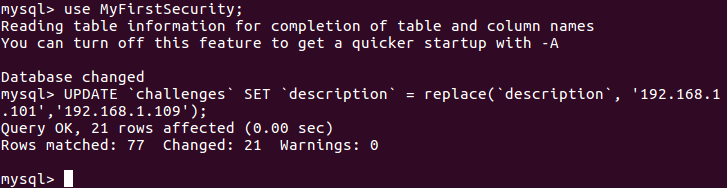 mysql> use MyFirstSecurity;
Reading table information for completion of table and column names
You can turn off this feature to get a quicker startup with -A
Database changed
mysql> UPDATE `challenges` SET `description` = replace(`description`, '192.168.1
.101','192.168.1.109');
Query OK, 21 rows affected (0.00 sec)
Rows matched: 77  Changed: 21  Warnings: 0
mysql>